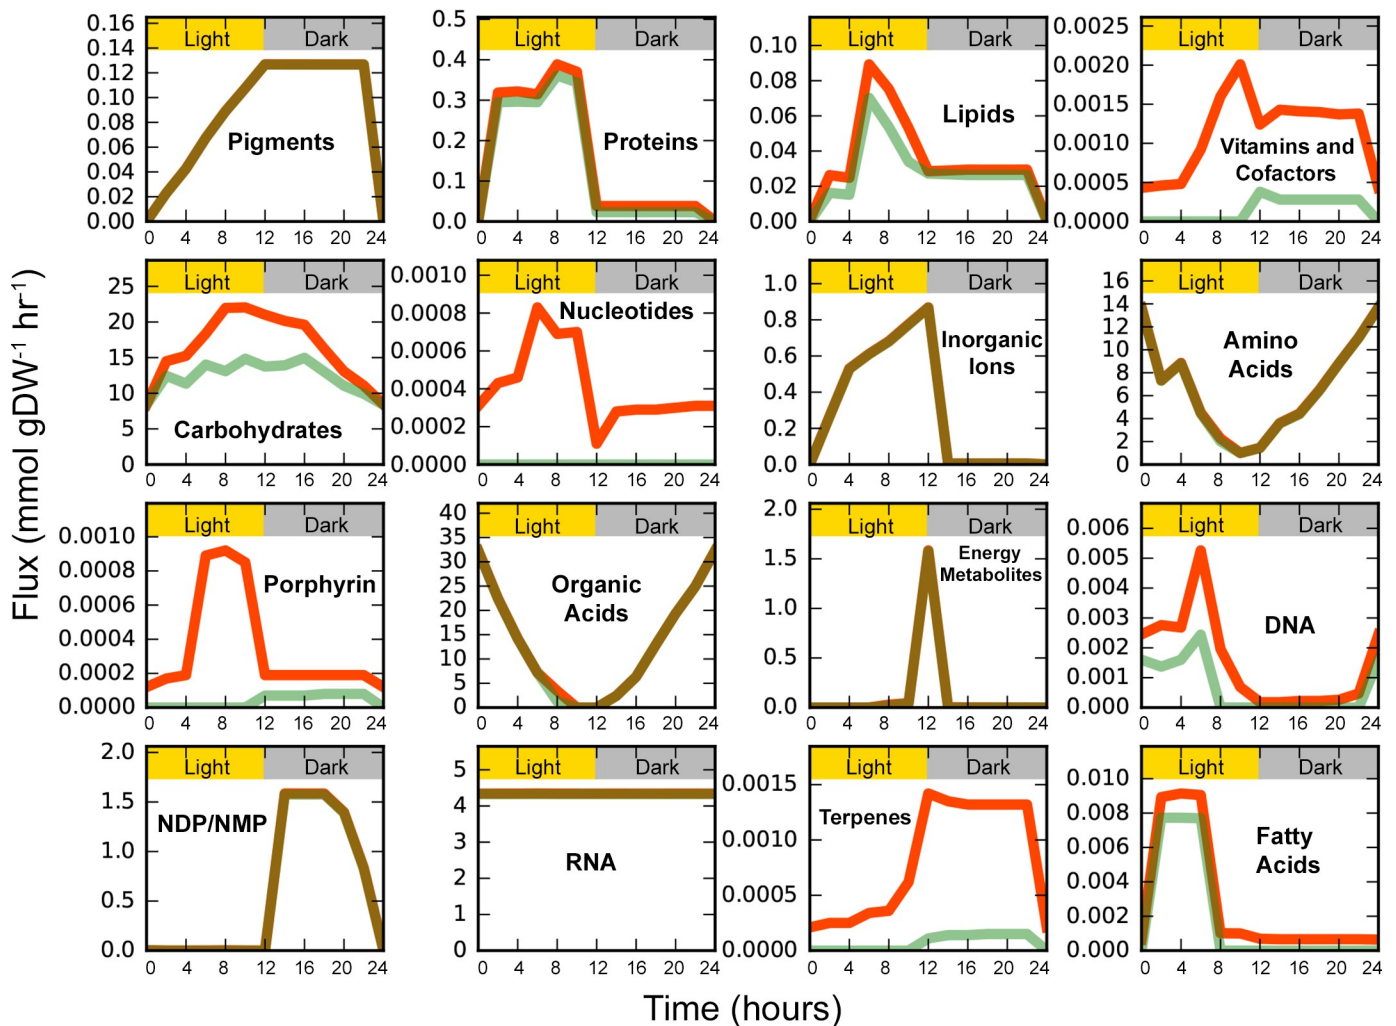 0.16
0.14
0.12
0.10
0.08
0.06
0.04
0.02
0.00
Light Dark
Pigments
0 4 8 12 16 20 24
0.5
0.4
0.3
0.2
0.1
0.0
Light Dark
Proteins
0 4 8 12 16 20 24
0.10
0.08
0.06
0.04
0.02
0.00
Light Dark
Lipids
0 4 8 12 16 20 24
0.0025
0.0020
0.0015
0.0010
0.0005
0.0000
Light Dark
Vitamins and
Cofactors
0 4 8 12 16 20 24
Flux (mmol gDW⁻¹ hr⁻¹)
25
20
15
10
5
0
Light Dark
Carbohydrates
0 4 8 12 16 20 24
0.0010
0.0008
0.0006
0.0004
0.0002
0.0000
Light Dark
Nucleotides
0 4 8 12 16 20 24
1.0
0.8
0.6
0.4
0.2
0.0
Light Dark
Inorganic
Ions
0 4 8 12 16 20 24
16
14
12
10
8
6
4
2
0
Light Dark
Amino
Acids
0 4 8 12 16 20 24
0.0010
0.0008
0.0006
0.0004
0.0002
0.0000
Light Dark
Porphyrin
0 4 8 12 16 20 24
40
35
30
25
20
15
10
5
0
Light Dark
Organic
Acids
0 4 8 12 16 20 24
2.0
1.5
1.0
5.0
0.0
Light Dark
Energy
Metabolites
0 4 8 12 16 20 24
0.006
0.005
0.004
0.003
0.002
0.001
0.000
Light Dark
DNA
0 4 8 12 16 20 24
2.0
1.5
1.0
0.5
0.0
Light Dark
NDP/NMP
0 4 8 12 16 20 24
5
4
3
2
1
0
Light Dark
RNA
0 4 8 12 16 20 24
0.0015
0.0010
0.0005
0.0000
Light Dark
Terpenes
0 4 8 12 16 20 24
0.010
0.008
0.006
0.004
0.002
0.000
Light Dark
Fatty
Acids
0 4 8 12 16 20 24
Time (hours)